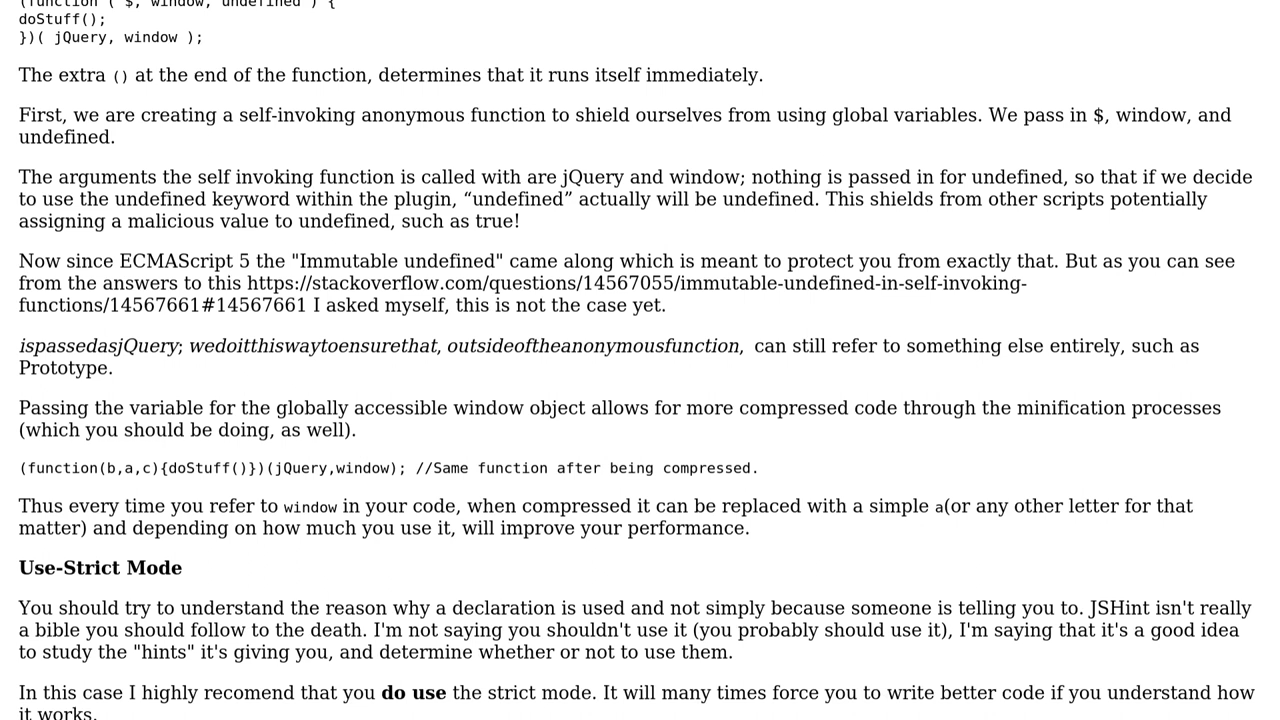 (function ( $, window, undefined ) {
doStuff();
})( jQuery, window );
The extra () at the end of the function, determines that it runs itself immediately.
First, we are creating a self-invoking anonymous function to shield ourselves from using global variables. We pass in $, window, and
undefined.
The arguments the self invoking function is called with are jQuery and window; nothing is passed in for undefined, so that if we decide
to use the undefined keyword within the plugin, “undefined” actually will be undefined. This shields from other scripts potentially
assigning a malicious value to undefined, such as true!
Now since ECMAScript 5 the "Immutable undefined" came along which is meant to protect you from exactly that. But as you can see
from the answers to this https://stackoverflow.com/questions/14567055/immutable-undefined-in-self-invoking-
functions/14567661#14567661 I asked myself, this is not the case yet.
ispassedasjQuery; wedoitthiswaytoensurethat, outsideoftheanonymousfunction, can still refer to something else entirely, such as
Prototype.
Passing the variable for the globally accessible window object allows for more compressed code through the minification processes
(which you should be doing, as well).
(function(b,a,c){doStuff()})(jQuery,window); //Same function after being compressed.
Thus every time you refer to window in your code, when compressed it can be replaced with a simple a(or any other letter for that
matter) and depending on how much you use it, will improve your performance.
Use-Strict Mode
You should try to understand the reason why a declaration is used and not simply because someone is telling you to. JSHint isn't really
a bible you should follow to the death. I'm not saying you shouldn't use it (you probably should use it), I'm saying that it's a good idea
to study the "hints" it's giving you, and determine whether or not to use them.
In this case I highly recomend that you do use the strict mode. It will many times force you to write better code if you understand how
it works.